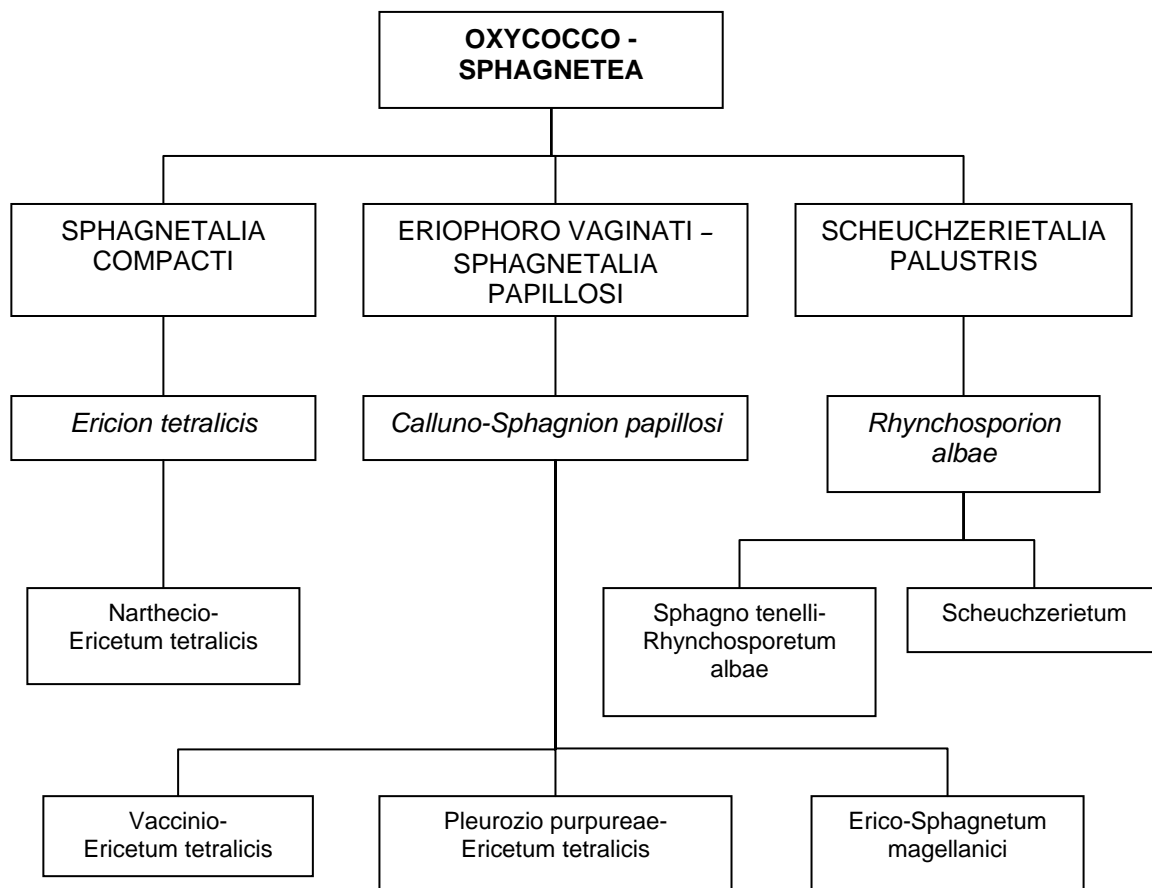 OXYCOCCO -
SPHAGNETEA
SPHAGNETALIA
COMPACTI
ERIOPHORO VAGINATI –
SPHAGNETALIA
PAPILLOSI
SCHEUCHZERIETALIA
PALUSTRIS
Ericion tetralicis
Calluno-Sphagnion papillosi
Rhynchosporion
albae
Narthecio-
Ericetum tetralicis
Sphagno tenelli-
Rhynchosporetum
albae
Scheuchzerietum
Vaccinio-
Ericetum tetralicis
Pleurozio purpureae-
Ericetum tetralicis
Erico-Sphagnetum
magellanici